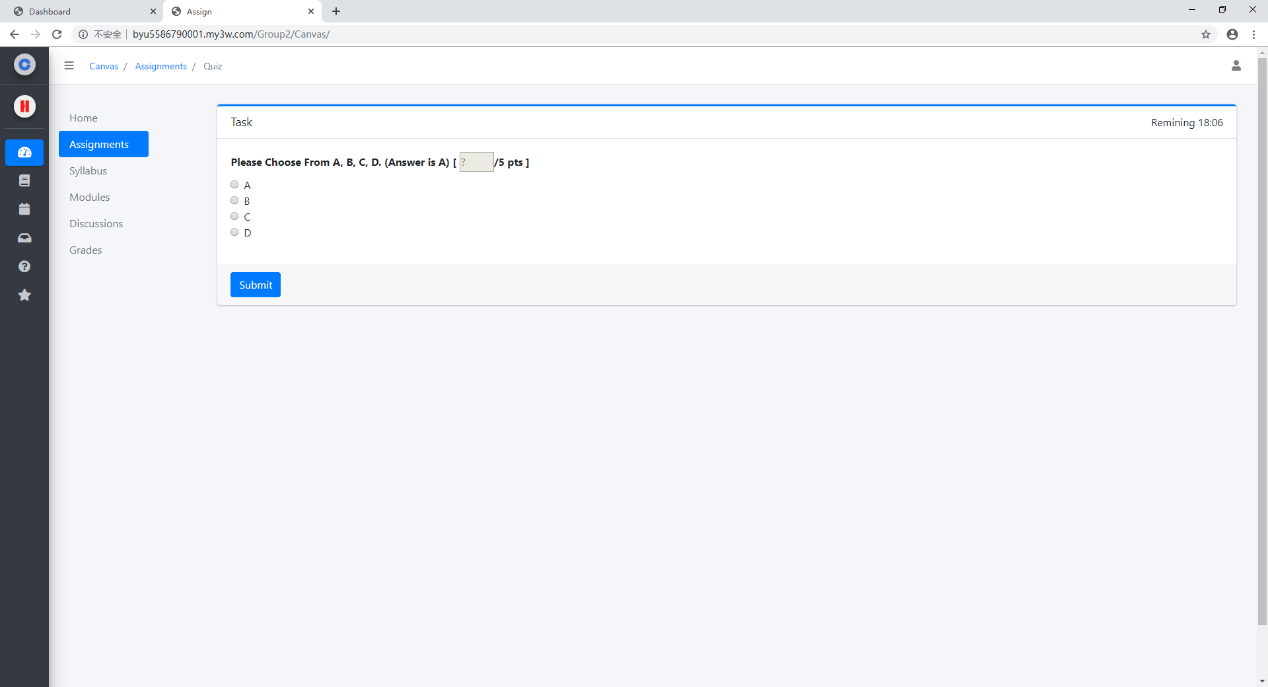 Dashboard
Assign
不安全 | byu5586790001.my3w.com/Group2/Canvas/
Canvas / Assignments / Quiz
Home
Assignments
Syllabus
Modules
Discussions
Grades
Task
Remining 18:06
Please Choose From A, B, C, D. (Answer is A) [ ? /5 pts ]
A
B
C
D
Submit